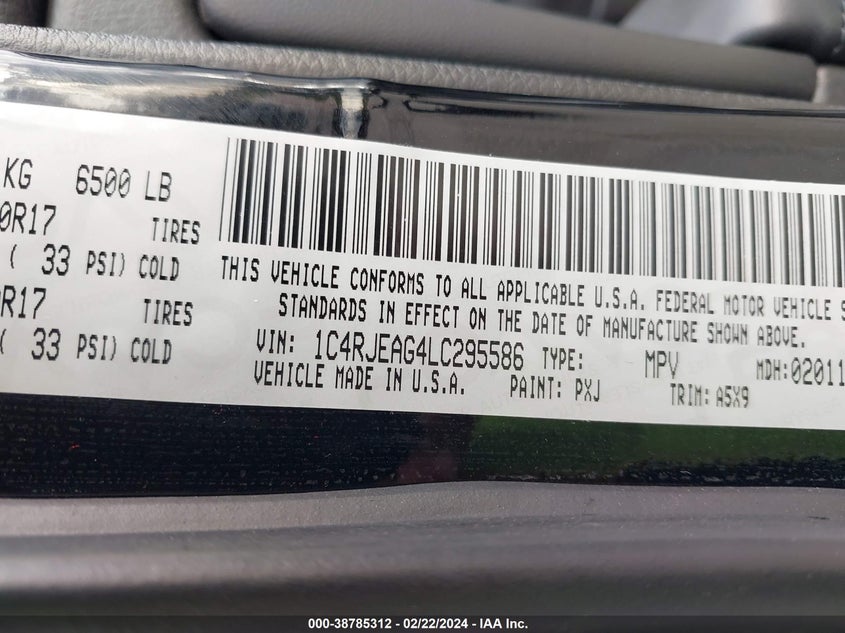 KG 6500 LB
0R17 TIRES
( 33 PSI) COLD
R17 TIRES
( 33 PSI) COLD
THIS VEHICLE CONFORMS TO ALL APPLICABLE U.S.A. FEDERAL MOTOR VEHICLE S
STANDARDS IN EFFECT ON THE DATE OF MANUFACTURE SHOWN ABOVE.
VIN: 1C4RJEAG4LC295586 TYPE: MPV MDH:02011
VEHICLE MADE IN U.S.A. PAINT: PXJ TRIM: A5X9
000-38785312 - 02/22/2024 - IAA Inc.